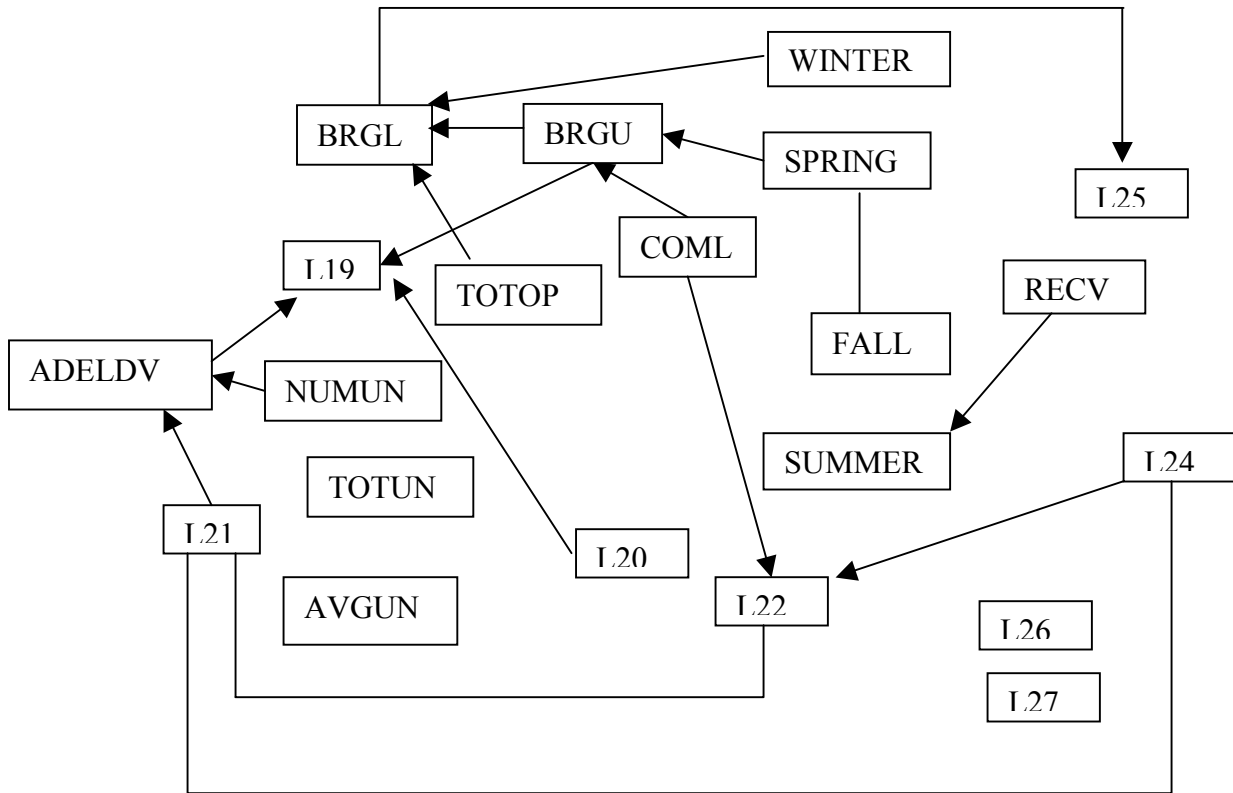 WINTER
BRGL
BRGU
SPRING
L25
COML
L19
TOTOP
RECV
FALL
ADELDV
NUMUN
SUMMER
L24
TOTUN
L21
L20
AVGUN
L22
L26
L27